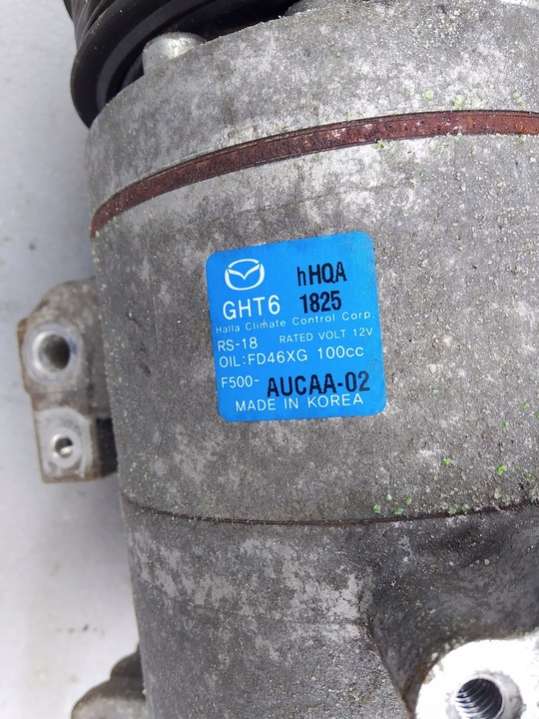 hHQA
GHT6 1825
Halla Climate Control Corp.
RS-18 RATED VOLT 12V
OIL:FD46XG 100cc
F500- AUCAA-02
MADE IN KOREA